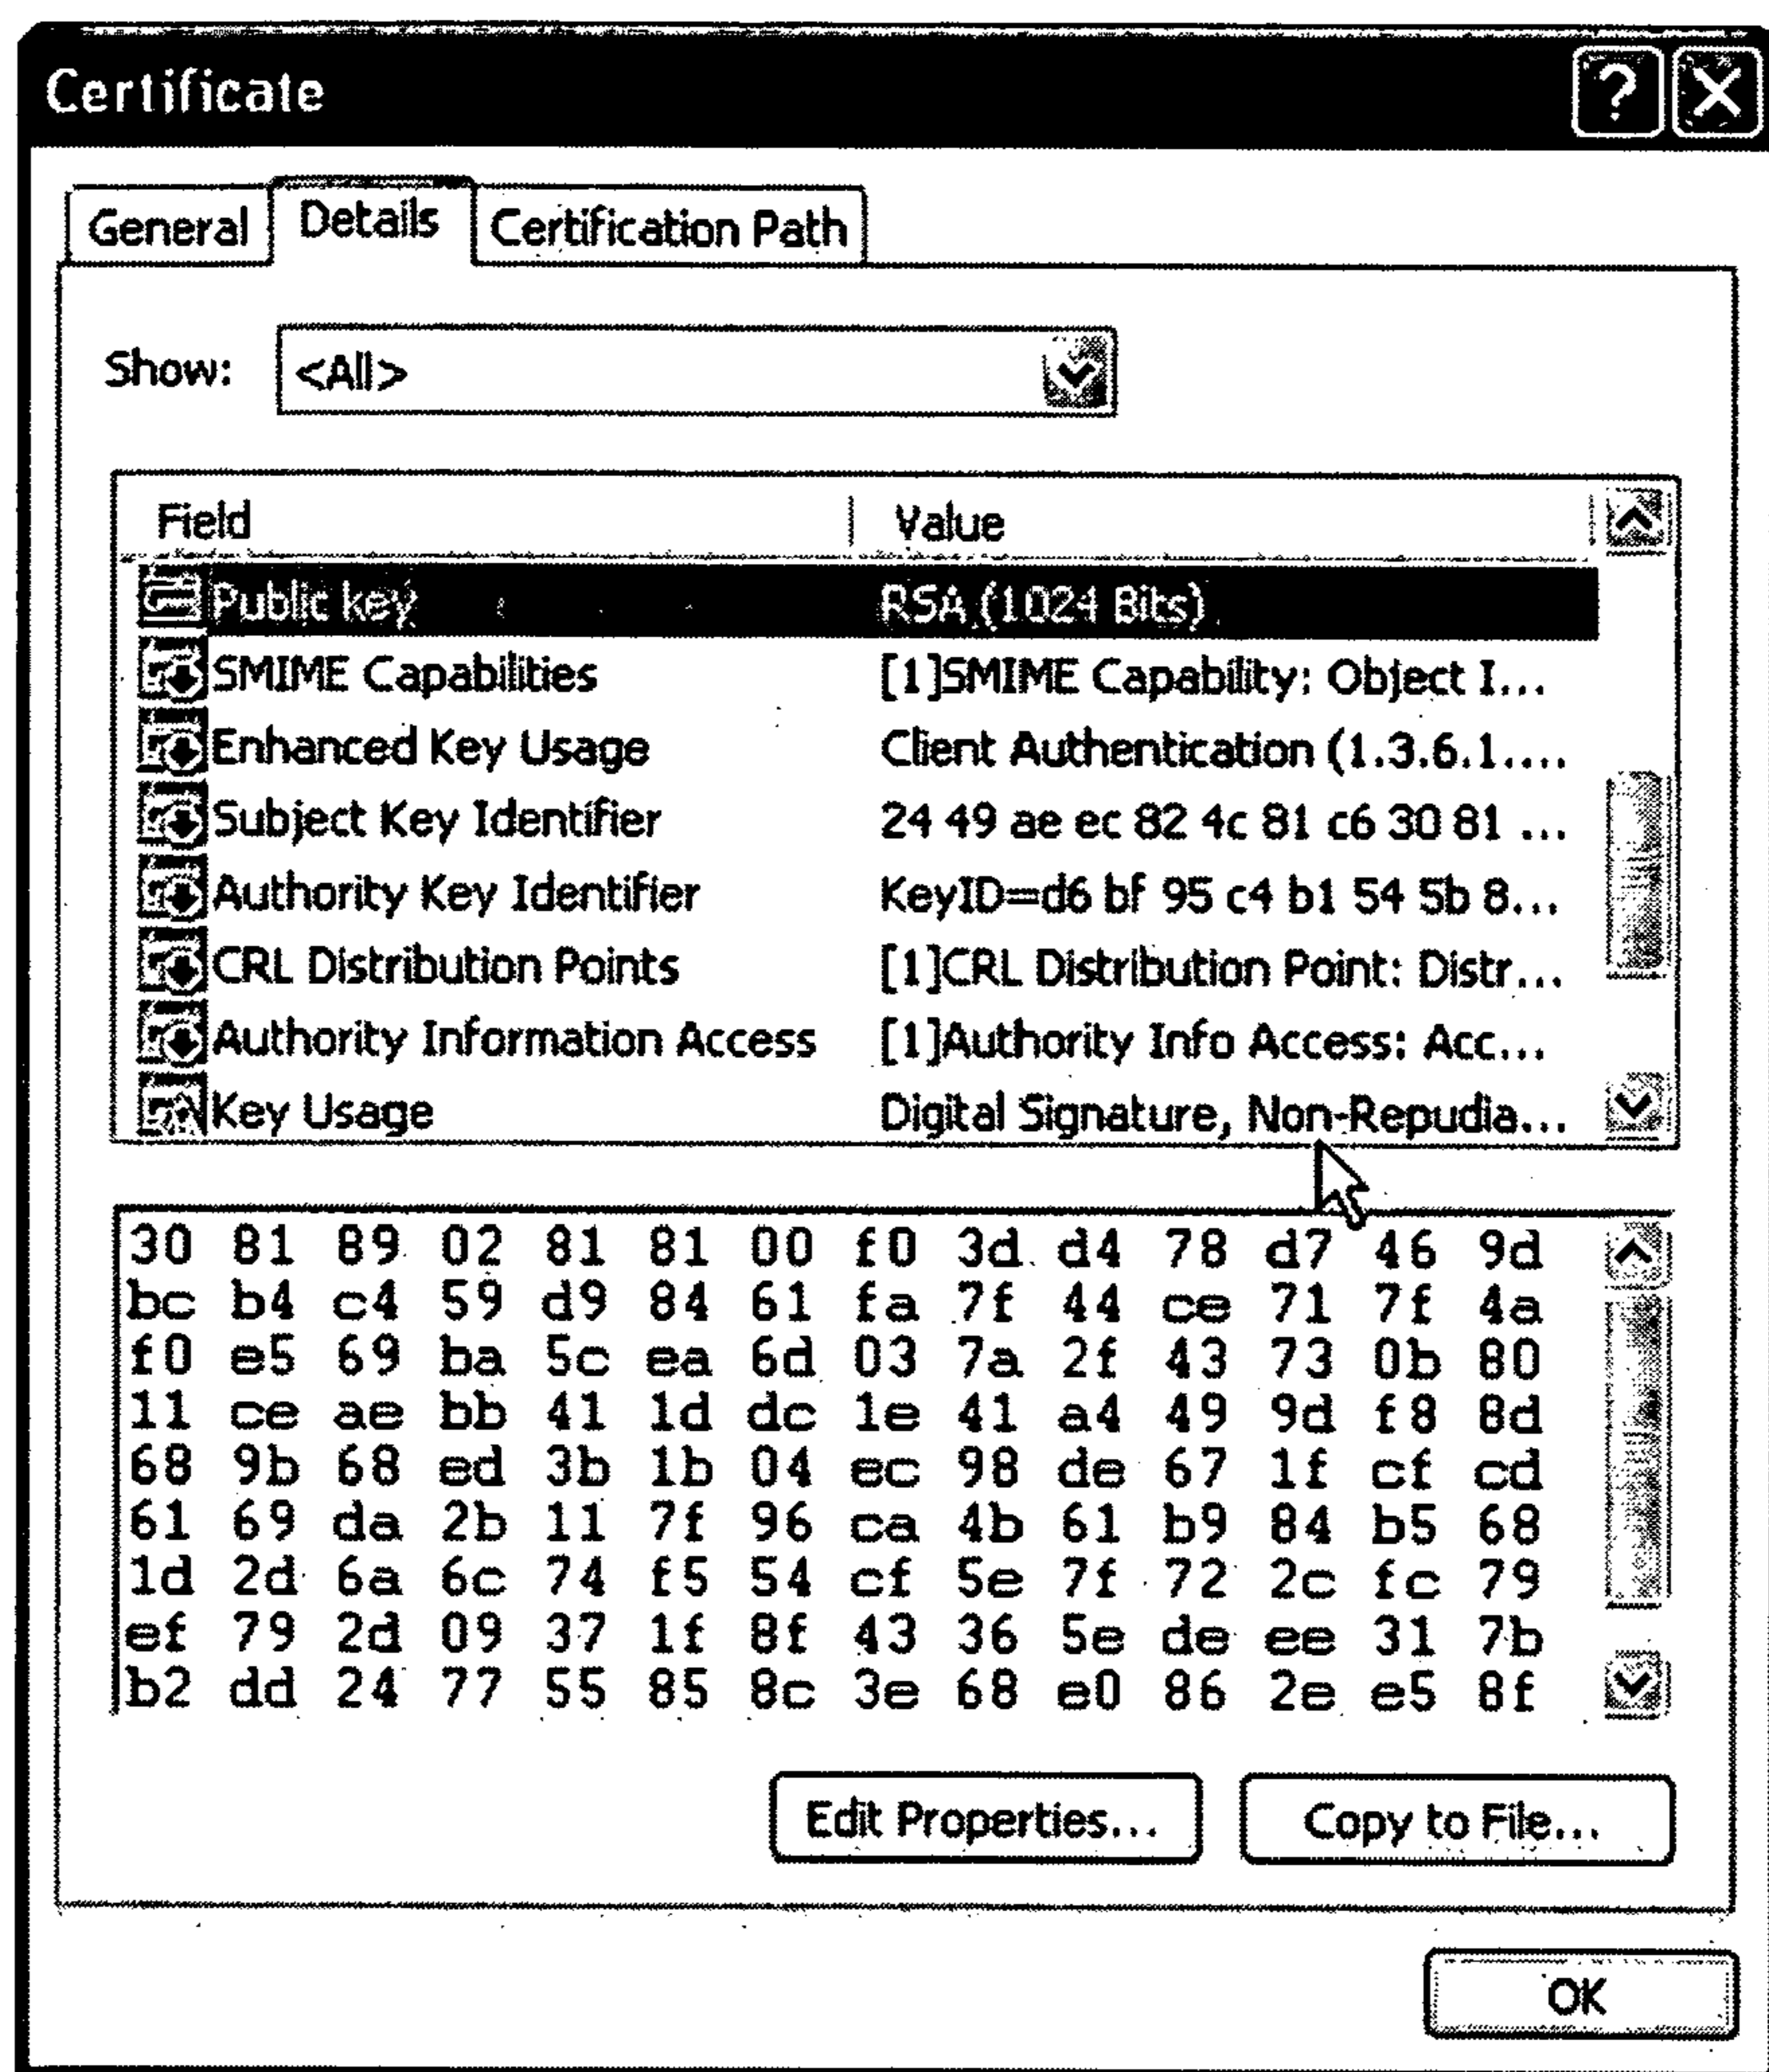 Certificate
General Details Certification Path
Show: <All>
Field Value
Public key RSA (1024 Bits)
SMIME Capabilities [1]SMIME Capability: Object I...
Enhanced Key Usage Client Authentication (1.3.6.1....
Subject Key Identifier 24 49 ae ec 82 4c 81 c6 30 81 ...
Authority Key Identifier KeyID=d6 bf 95 c4 b1 54 5b 8...
CRL Distribution Points [1]CRL Distribution Point: Distr...
Authority Information Access [1]Authority Info Access: Acc...
Key Usage Digital Signature, Non-Repudia...
30 81 89 02 81 81 00 f0 3d d4 78 d7 46 9d
bc b4 c4 59 d9 84 61 fa 7f 44 ce 71 7f 4a
f0 e5 69 ba 5c ea 6d 03 7a 2f 43 73 0b 80
11 ce ae bb 41 1d dc 1e 41 a4 49 9d f8 8d
68 9b 68 ed 3b 1b 04 ec 98 de 67 1f cf cd
61 69 da 2b 11 7f 96 ca 4b 61 b9 84 b5 68
1d 2d 6a 6c 74 f5 54 cf 5e 7f 72 2c fc 79
ef 79 2d 09 37 1f 8f 43 36 5e de ee 31 7b
b2 dd 24 77 55 85 8c 3e 68 e0 86 2e e5 8f
Edit Properties... Copy to File...
OK